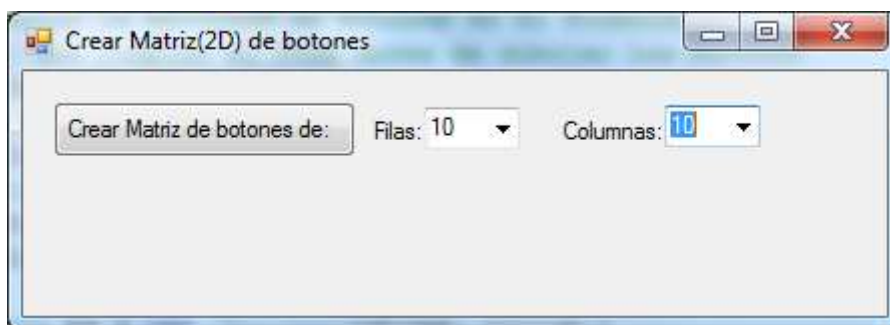 Crear Matriz(2D) de botones
Crear Matriz de botones de: Filas: 10 Columnas: 10